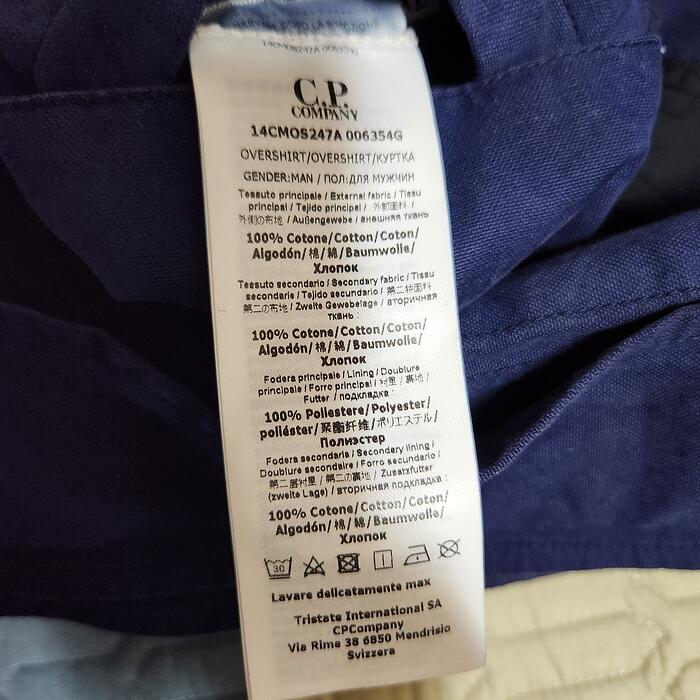 14CMOS247A 006354G
C.P.
COMPANY
14CMOS247A 006354G
OVERSHIRT/OVERSHIRT/КУРТКА
GENDER:MAN / ПОЛ:ДЛЯ МУЖЧИН
Tessuto principale / External fabric / Tissu
principal / Tejido principal / 外部面料 /
外側の布地 / Außengewebe / внешняя ткань
100% Cotone/Cotton/Coton/
Algodón/棉/綿/Baumwolle/
Хлопок
Tessuto secondario / Secondary fabric / Tissu
secondarie / Tejido secundario / 第二种面料
第二の布地 / Zweite Gewebelage / вторичная
ткань :
100% Cotone/Cotton/Coton/
Algodón/棉/綿/Baumwolle/
Хлопок
Fodera principale / Lining / Doublure
principale / Forro principal / 衬里 / 裏地 /
Futter / подкладка :
100% Poliestere/Polyester/
poliéster/聚酯纤维/ポリエステル/
Полиэстер
Fodera secondaria / Secondary lining /
Doublure secondaire / Forro secundario /
第二层衬里 / 第二の裏地 / Zusatzfutter
(zweite Lage) / вторичная подкладка :
100% Cotone/Cotton/Coton/
Algodón/棉/綿/Baumwolle/
Хлопок
30
Lavare delicatamente max
Tristate International SA
CPCompany
Via Rime 38 6850 Mendrisio
Svizzera